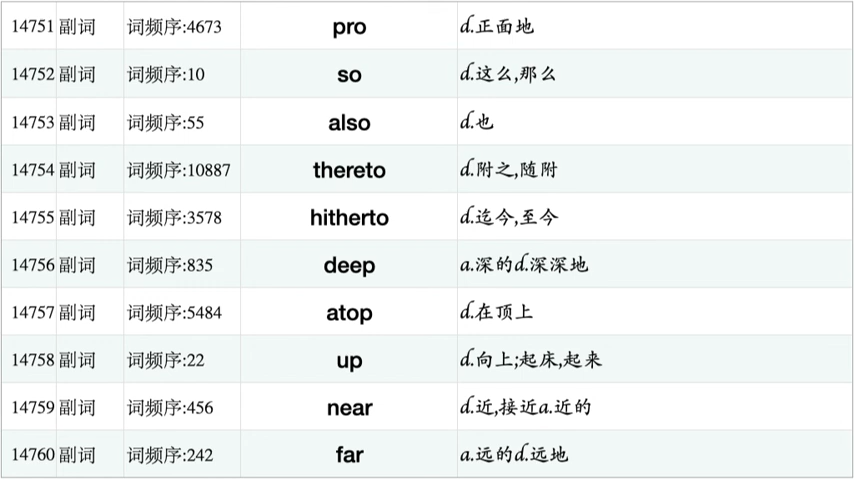 14751 副词 词频序:4673 pro d.正面地
14752 副词 词频序:10 so d.这么,那么
14753 副词 词频序:55 also d.也
14754 副词 词频序:10887 thereto d.附之,随附
14755 副词 词频序:3578 hitherto d.迄今,至今
14756 副词 词频序:835 deep a.深的d.深深地
14757 副词 词频序:5484 atop d.在顶上
14758 副词 词频序:22 up d.向上;起床,起来
14759 副词 词频序:456 near d.近,接近a.近的
14760 副词 词频序:242 far a.远的d.远地